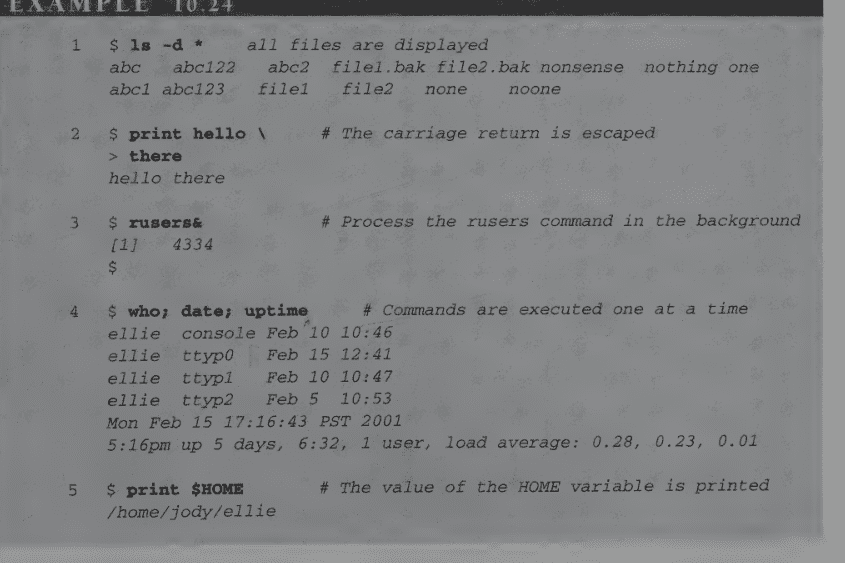 EXAMPLE 10.24
1 $ ls -d * all files are displayed
abc abc122 abc2 file1.bak file2.bak nonsense nothing one
abc1 abc123 file1 file2 none noone
2 $ print hello \ # The carriage return is escaped
> there
hello there
3 $ rusers& # Process the rusers command in the background
[1] 4334
$
4 $ who; date; uptime # Commands are executed one at a time
ellie console Feb 10 10:46
ellie ttyp0 Feb 15 12:41
ellie ttyp1 Feb 10 10:47
ellie ttyp2 Feb 5 10:53
Mon Feb 15 17:16:43 PST 2001
5:16pm up 5 days, 6:32, 1 user, load average: 0.28, 0.23, 0.01
5 $ print $HOME # The value of the HOME variable is printed
/home/jody/ellie